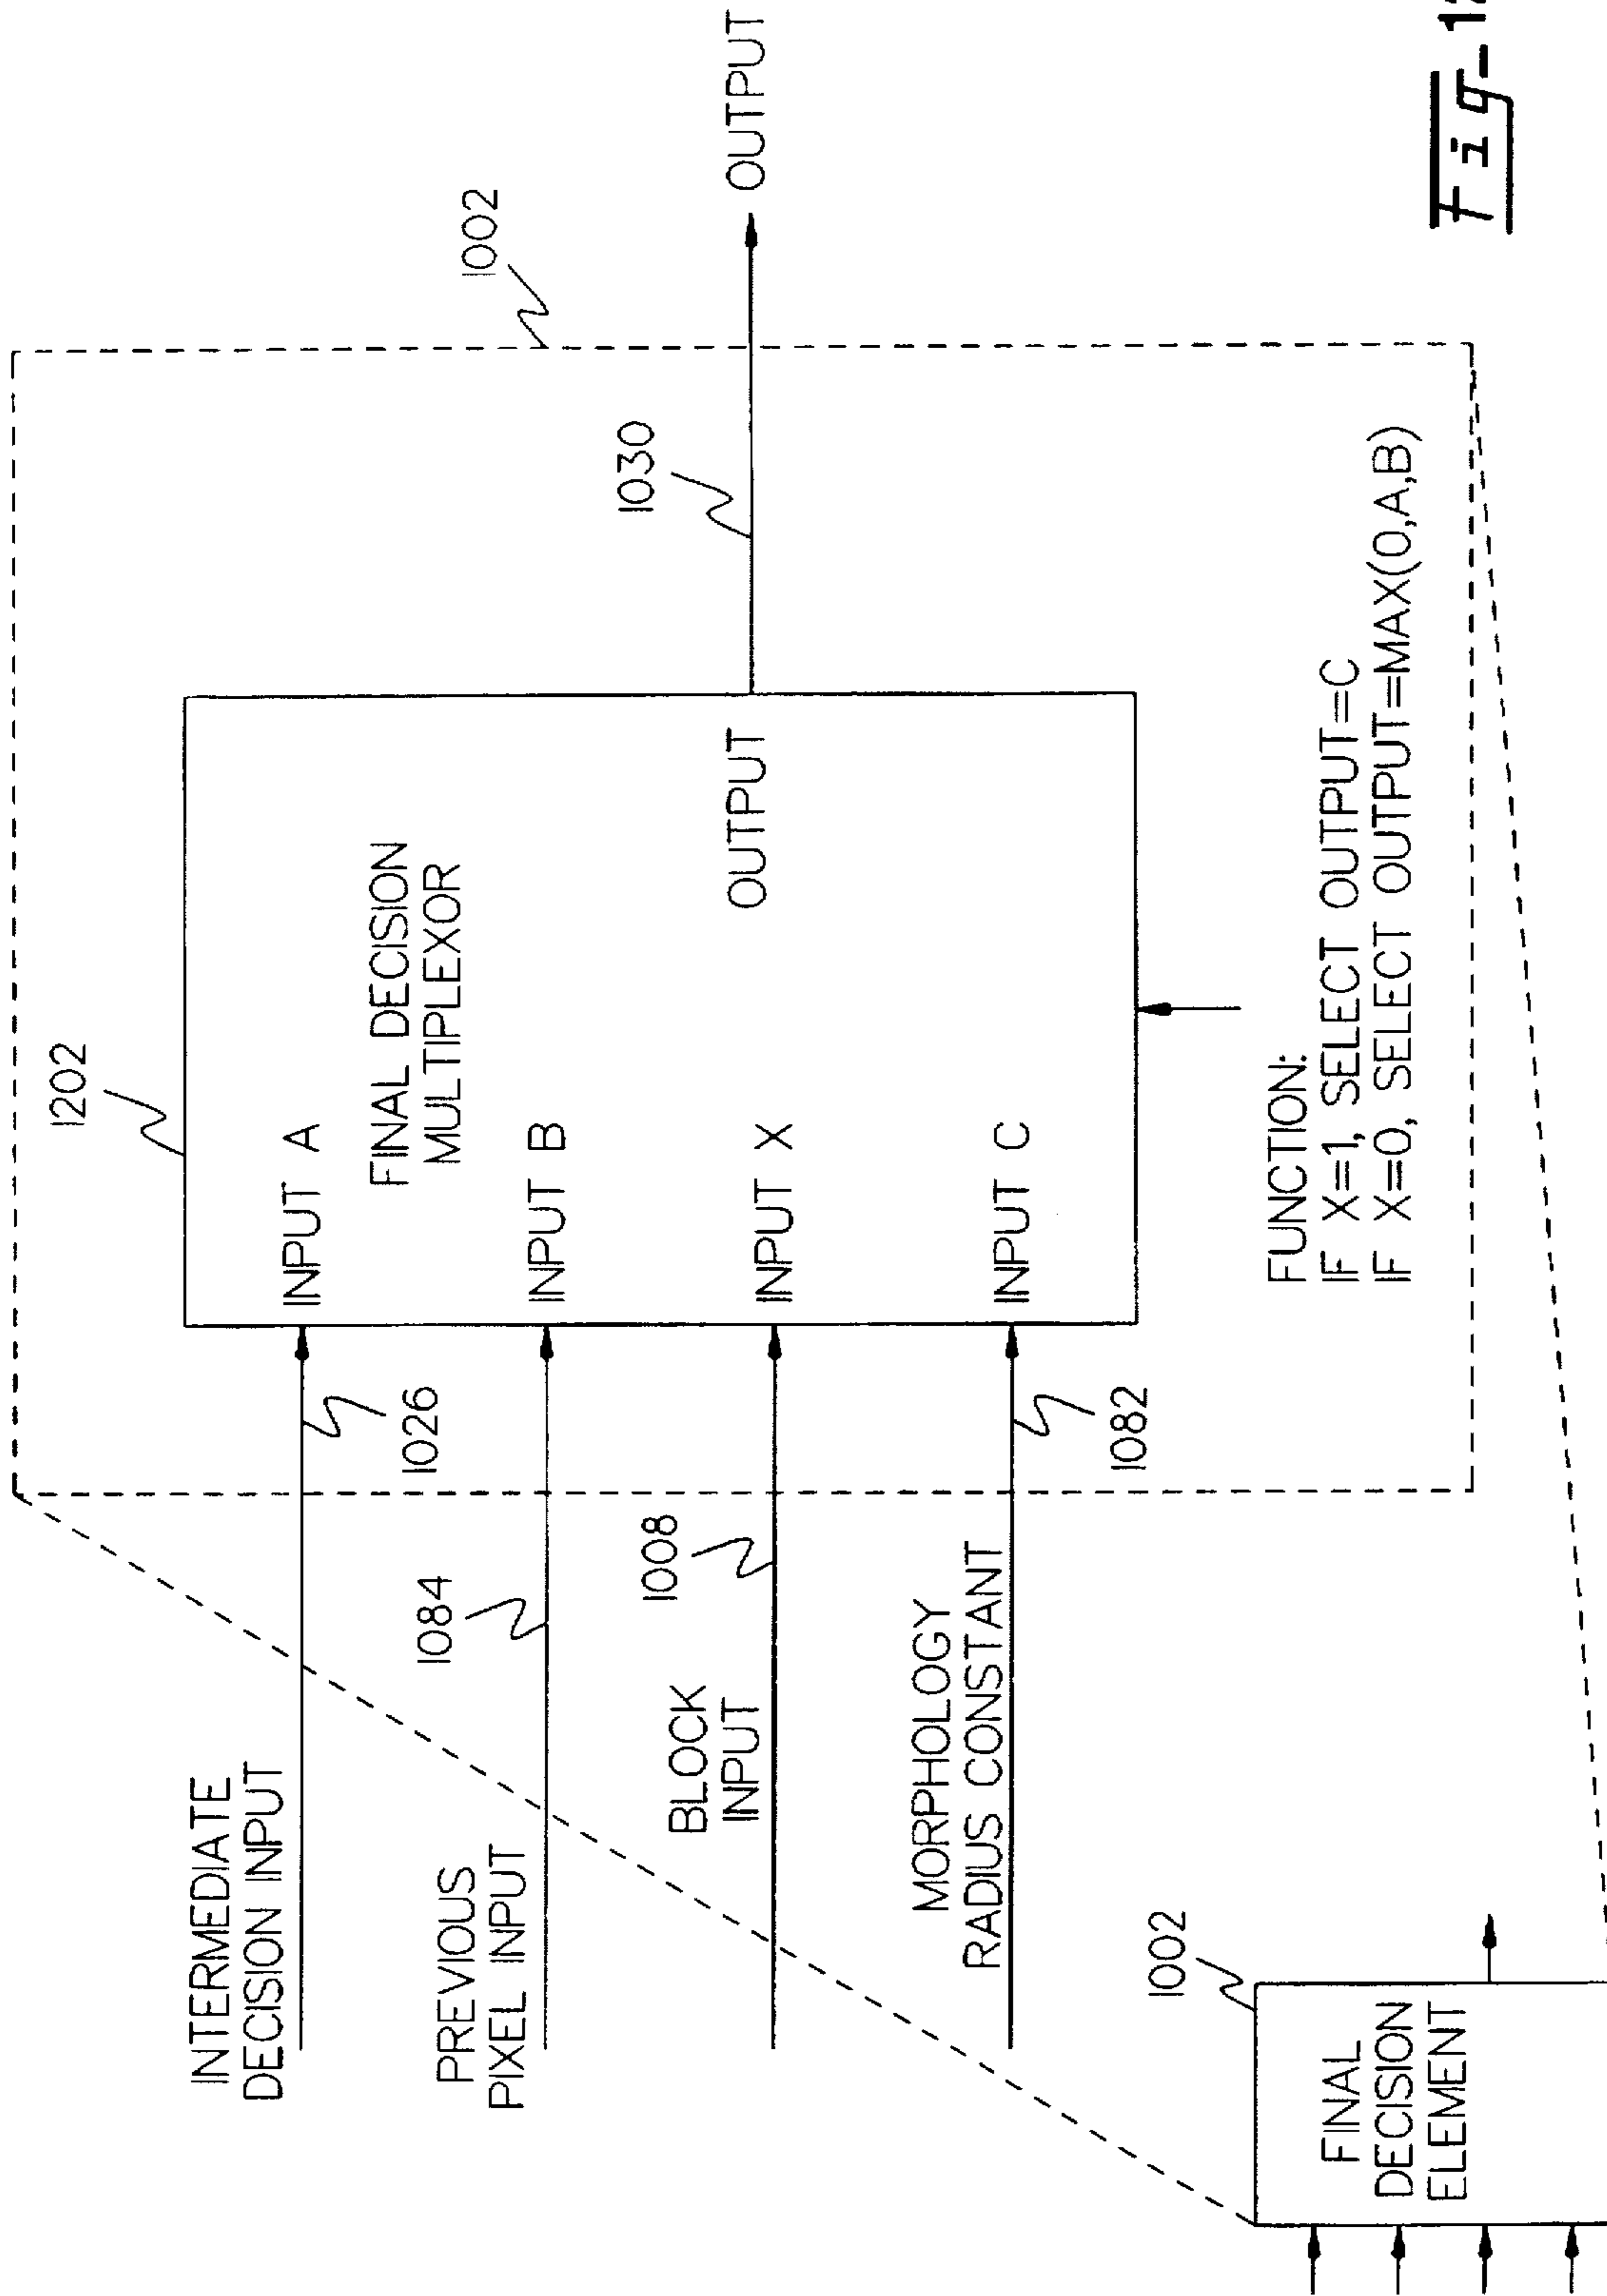 1002
1202
INTERMEDIATE
DECISION INPUT
1026
INPUT A
FINAL DECISION
MULTIPLEXOR
PREVIOUS
PIXEL INPUT
1084
INPUT B
BLOCK
INPUT
1008
INPUT X
OUTPUT
1030
OUTPUT
MORPHOLOGY
RADIUS CONSTANT
1082
INPUT C
FUNCTION:
IF X=1, SELECT OUTPUT=C
IF X=0, SELECT OUTPUT=MAX(0,A,B)
1002
FINAL
DECISION
ELEMENT
Fig-12